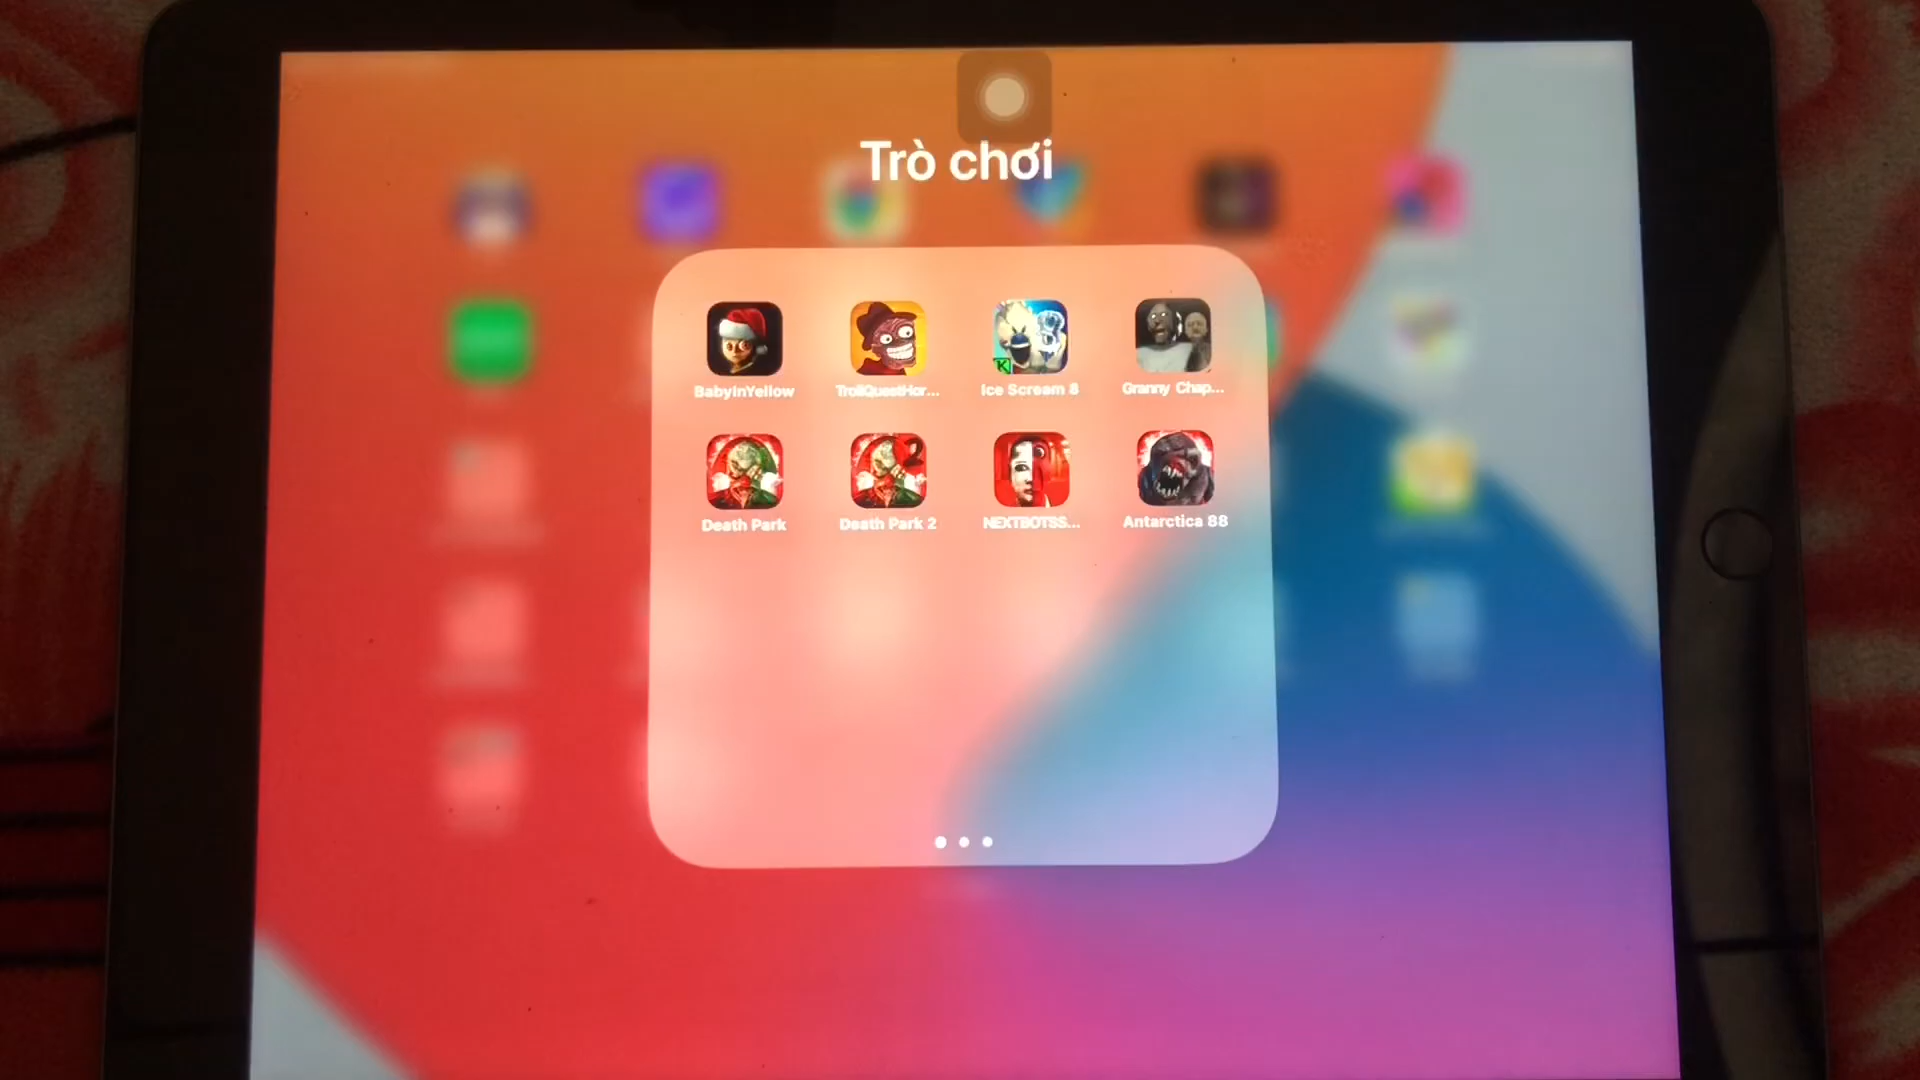 Trò chơi
BabyInYellow
TrollQuestHor...
Ice Scream 8
Granny Chap...
Death Park
Death Park 2
NEXTBOTSS...
Antarctica 88